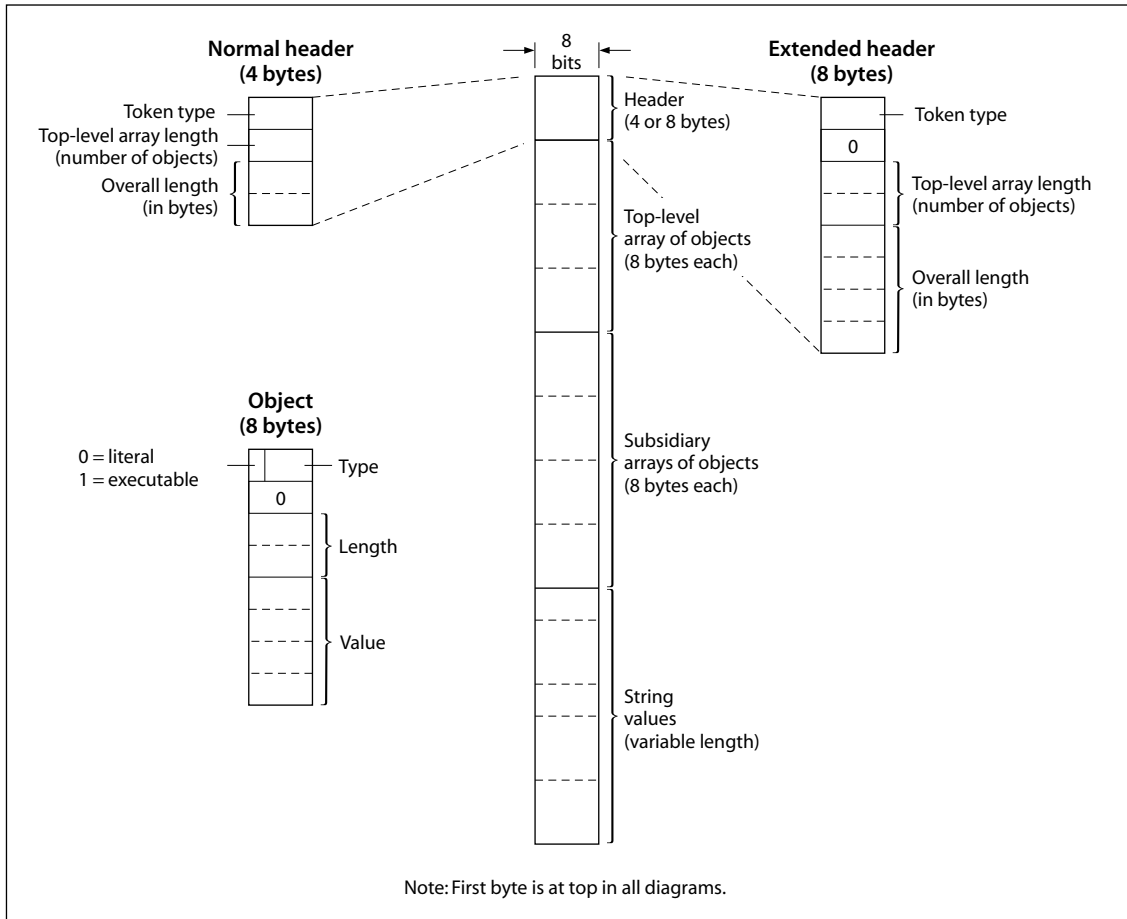 Normal header
(4 bytes)
Token type
Top-level array length
(number of objects)
Overall length
(in bytes)
8
bits
Header
(4 or 8 bytes)
Top-level
array of objects
(8 bytes each)
Subsidiary
arrays of objects
(8 bytes each)
String
values
(variable length)
Extended header
(8 bytes)
Token type
0
Top-level array length
(number of objects)
Overall length
(in bytes)
Object
(8 bytes)
0 = literal
1 = executable
Type
0
Length
Value
Note: First byte is at top in all diagrams.